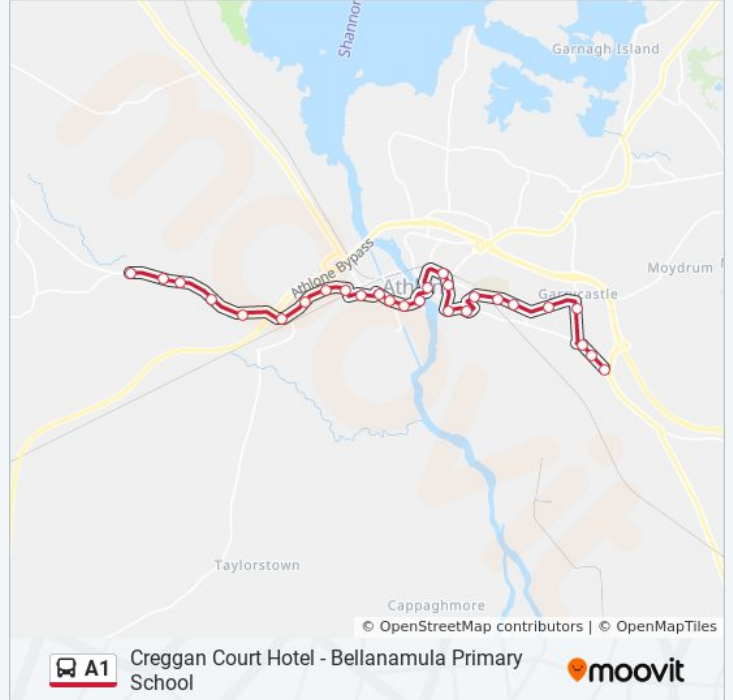 Shannon
Garnagh Island
Athlone Bypass
Moydrum
Garrycastle
Taylorstown
Cappaghmore
© OpenStreetMap contributors | © OpenMapTiles
A1
Creggan Court Hotel - Bellanamula Primary
School
moovit